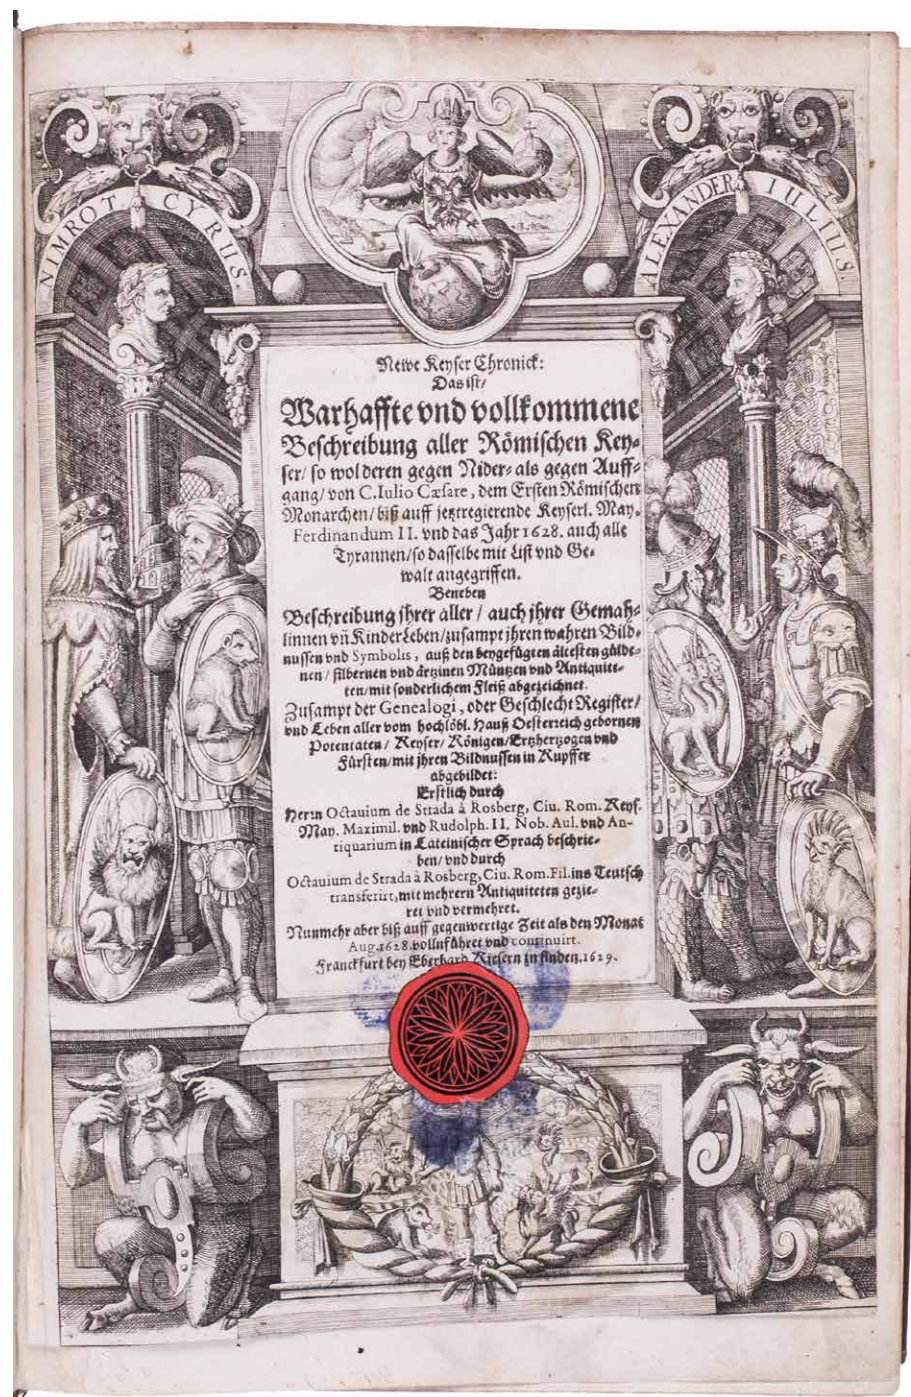 NIMROT CYRUS
ALEXANDER IULIUS
Newe Keyser Chronick:
Das ist/
Warhaffte vnd vollkommene
Beschreibung aller Römischen Key-
ser/ so wol deren gegen Nider- als gegen Auff-
gang/ von C. Iulio Cæsare, dem Ersten Römischen
Monarchen/ biß auff jetztregierende Keyserl. May.
Ferdinandum II. vnd das Jahr 1628. auch alle
Tyrannen/ so dasselbe mit List vnd Ge-
walt angegriffen.
Beneben
Beschreibung jhrer aller/ auch jhrer Gemah-
linnen vñ Kinder Leben/ zusampt jhren wahren Bild-
nussen vnd Symbolis, auß den beygefügten ältesten gülde-
nen/ silbernen vnd ärtzinen Müntzen vnd Antiquite-
ten/ mit sonderlichem Fleiß abgezeichnet.
Zusampt der Genealogi, oder Geschlecht Register/
vnd Leben aller vom hochlöbl. Hauß Oesterreich gebornen
Potentaten/ Keyser/ Königen/ Ertzhertzogen vnd
Fürsten/ mit jhren Bildnussen in Kupffer
abgebildet:
Erstlich durch
Herrn Octauium de Strada à Rosberg, Ciu. Rom. Keys.
May. Maximil. vnd Rudolph. II. Nob. Aul. vnd An-
tiquarium in Lateinischer Sprach beschrie-
ben/ vnd durch
Octauium de Strada à Rosberg, Ciu. Rom. Fil. ins Teutsch
transferirt, mit mehrern Antiquiteten gezie-
ret vnd vermehret.
Nunmehr aber biß auff gegenwertige Zeit als den Monat
Aug. 1628. vollnführet vnd continuirt.
Franckfurt bey Eberhard Kiesern zu finden. 1629.